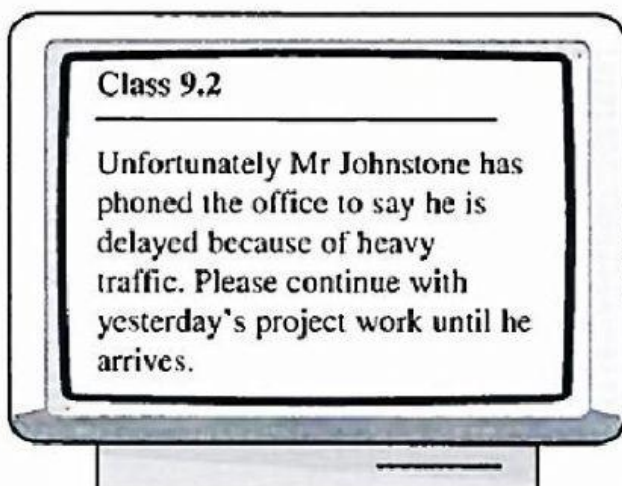 Class 9.2
Unfortunately Mr Johnstone has
phoned the office to say he is
delayed because of heavy
traffic. Please continue with
yesterday's project work until he
arrives.